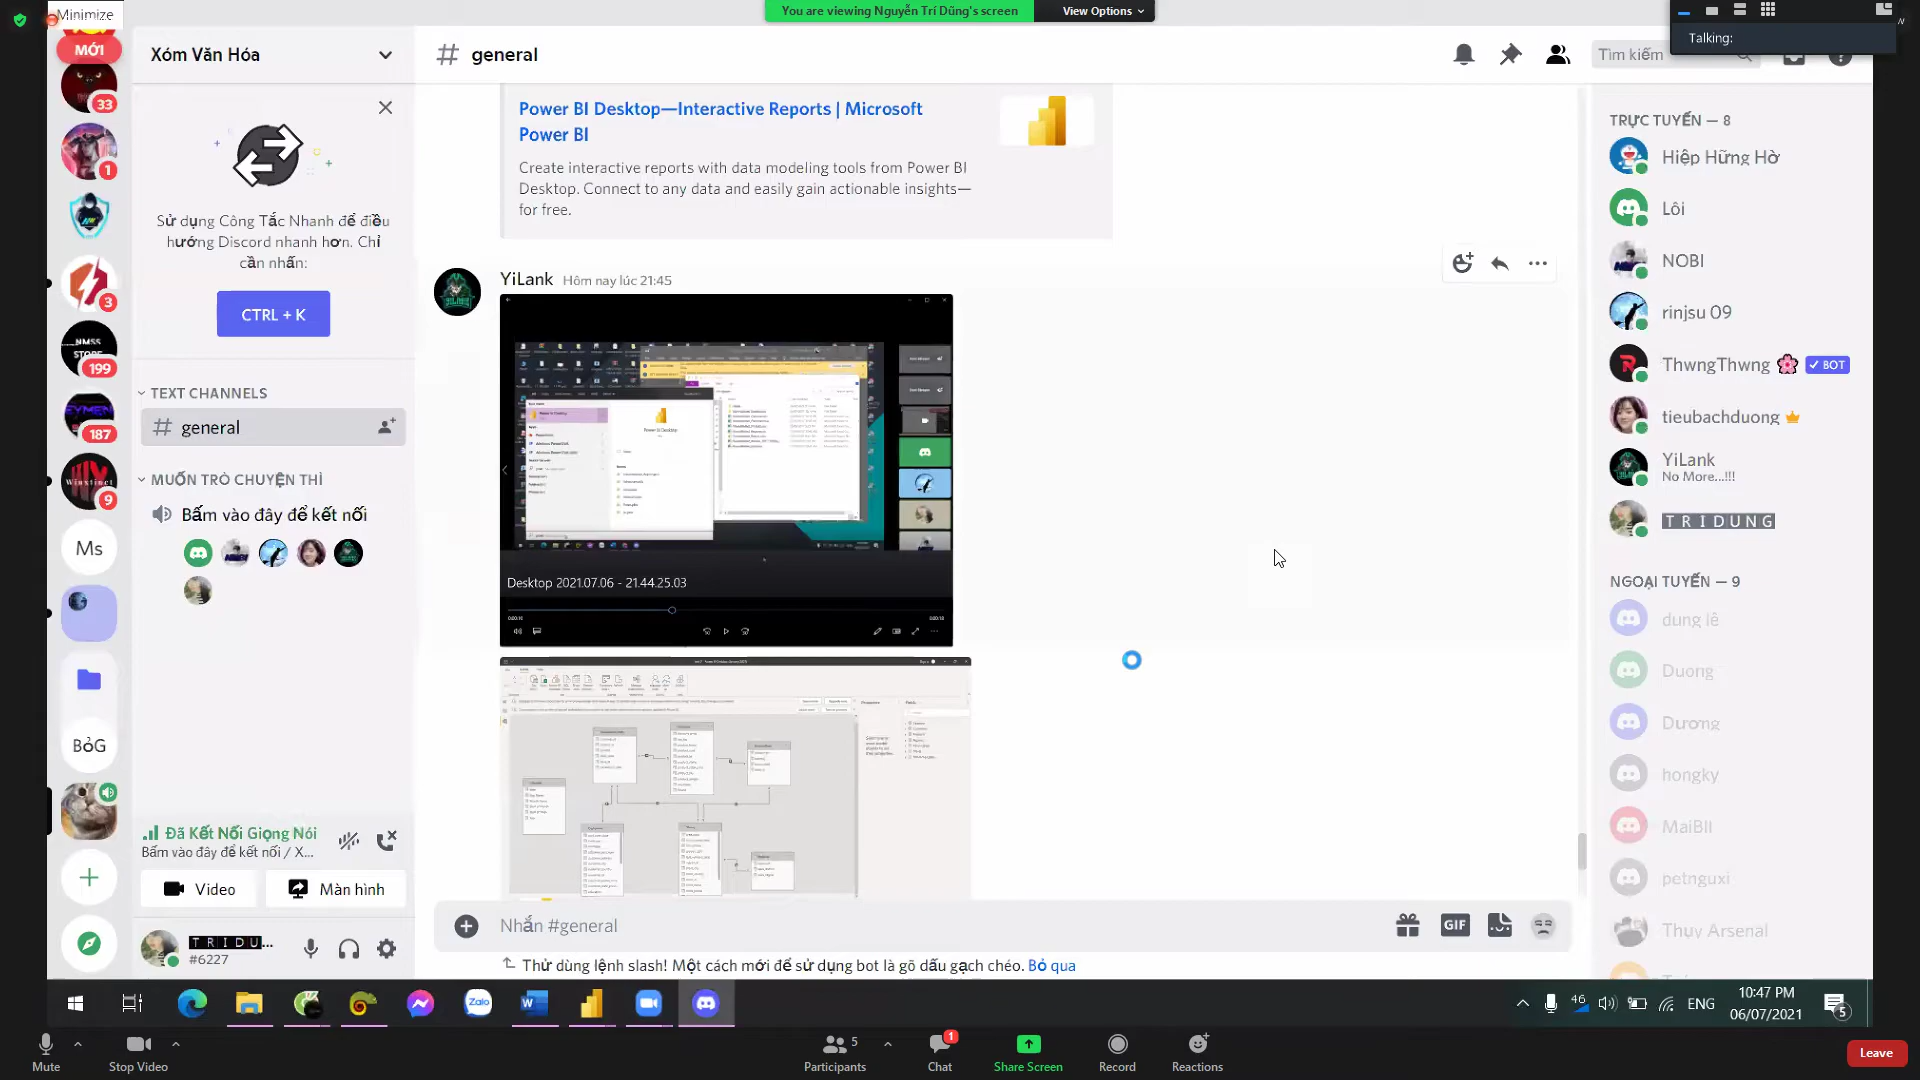 Minimize
You are viewing Nguyễn Trí Dũng's screen
View Options
Talking:
MỚI
33
1
3
199
187
9
Ms
BỏG
Xóm Văn Hóa
Sử dụng Công Tắc Nhanh để điều
hướng Discord nhanh hơn. Chỉ
cần nhấn:
CTRL + K
TEXT CHANNELS
general
MUỐN TRÒ CHUYỆN THÌ
Bấm vào đây để kết nối
Đã Kết Nối Giọng Nói
Bấm vào đây để kết nối / X...
Video
Màn hình
TRIDU...
#6227
# general
Tìm kiếm
Power BI Desktop—Interactive Reports | Microsoft
Power BI
Create interactive reports with data modeling tools from Power BI
Desktop. Connect to any data and easily gain actionable insights—
for free.
YiLank Hôm nay lúc 21:45
Desktop 2021.07.06 - 21.44.25.03
Nhắn #general
GIF
Thử dùng lệnh slash! Một cách mới để sử dụng bot là gõ dấu gạch chéo. Bỏ qua
TRỰC TUYẾN — 8
Hiệp Hững Hờ
Lôi
NOBI
rinjsu 09
ThwngThwng BOT
tieubachduong
YiLank
No More...!!!
TRIDUNG
NGOẠI TUYẾN — 9
dung lê
Duong
Dương
hongky
MaiBII
petnguxi
Thuy Arsenal
Zalo
46
ENG
10:47 PM
06/07/2021
5
Mute
Stop Video
5
Participants
1
Chat
Share Screen
Record
Reactions
Leave